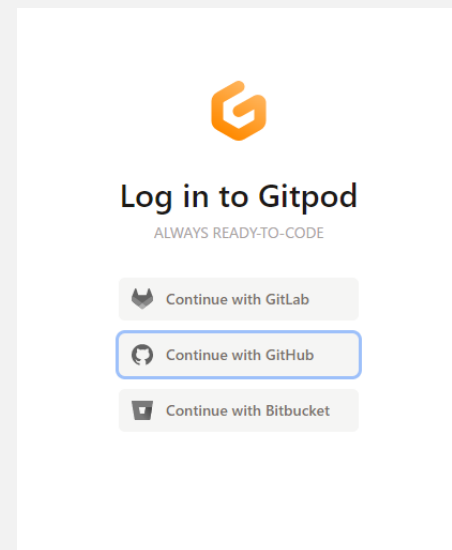 Log in to Gitpod
ALWAYS READY-TO-CODE
Continue with GitLab
Continue with GitHub
Continue with Bitbucket